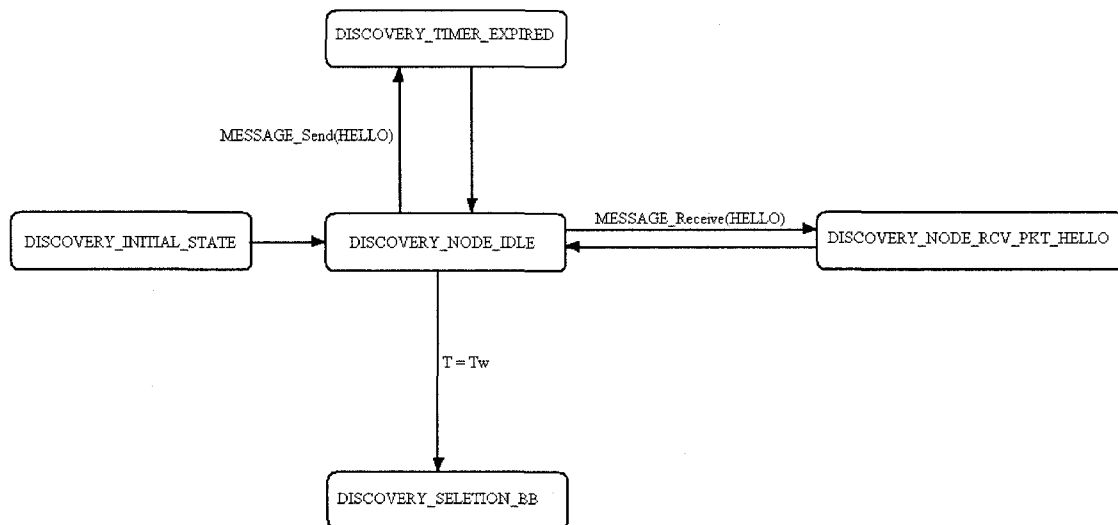 DISCOVERY_TIMER_EXPIRED
MESSAGE_Send(HELLO)
MESSAGE_Receive(HELLO)
DISCOVERY_INITIAL_STATE
DISCOVERY_NODE_IDLE
DISCOVERY_NODE_RCV_PKT_HELLO
T = Tw
DISCOVERY_SELETION_BB